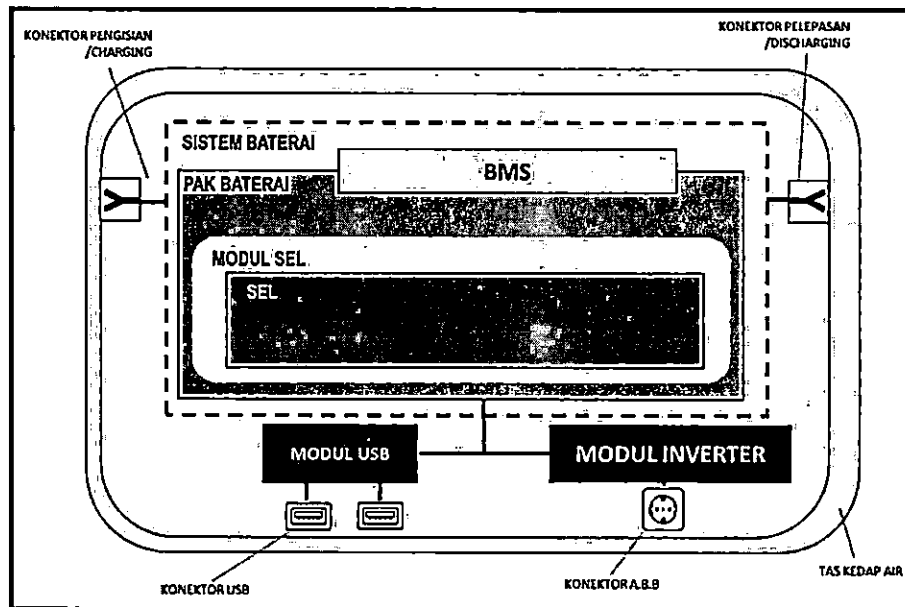 KONEKTOR PENGISIAN
/CHARGING
KONEKTOR PELEPASAN
/DISCHARGING
SISTEM BATERAI
BMS
PAK BATERAI
MODUL SEL
SEL
MODUL USB
MODUL INVERTER
KONEKTOR USB
KONEKTOR A.B.B
TAS KEDAP AIR